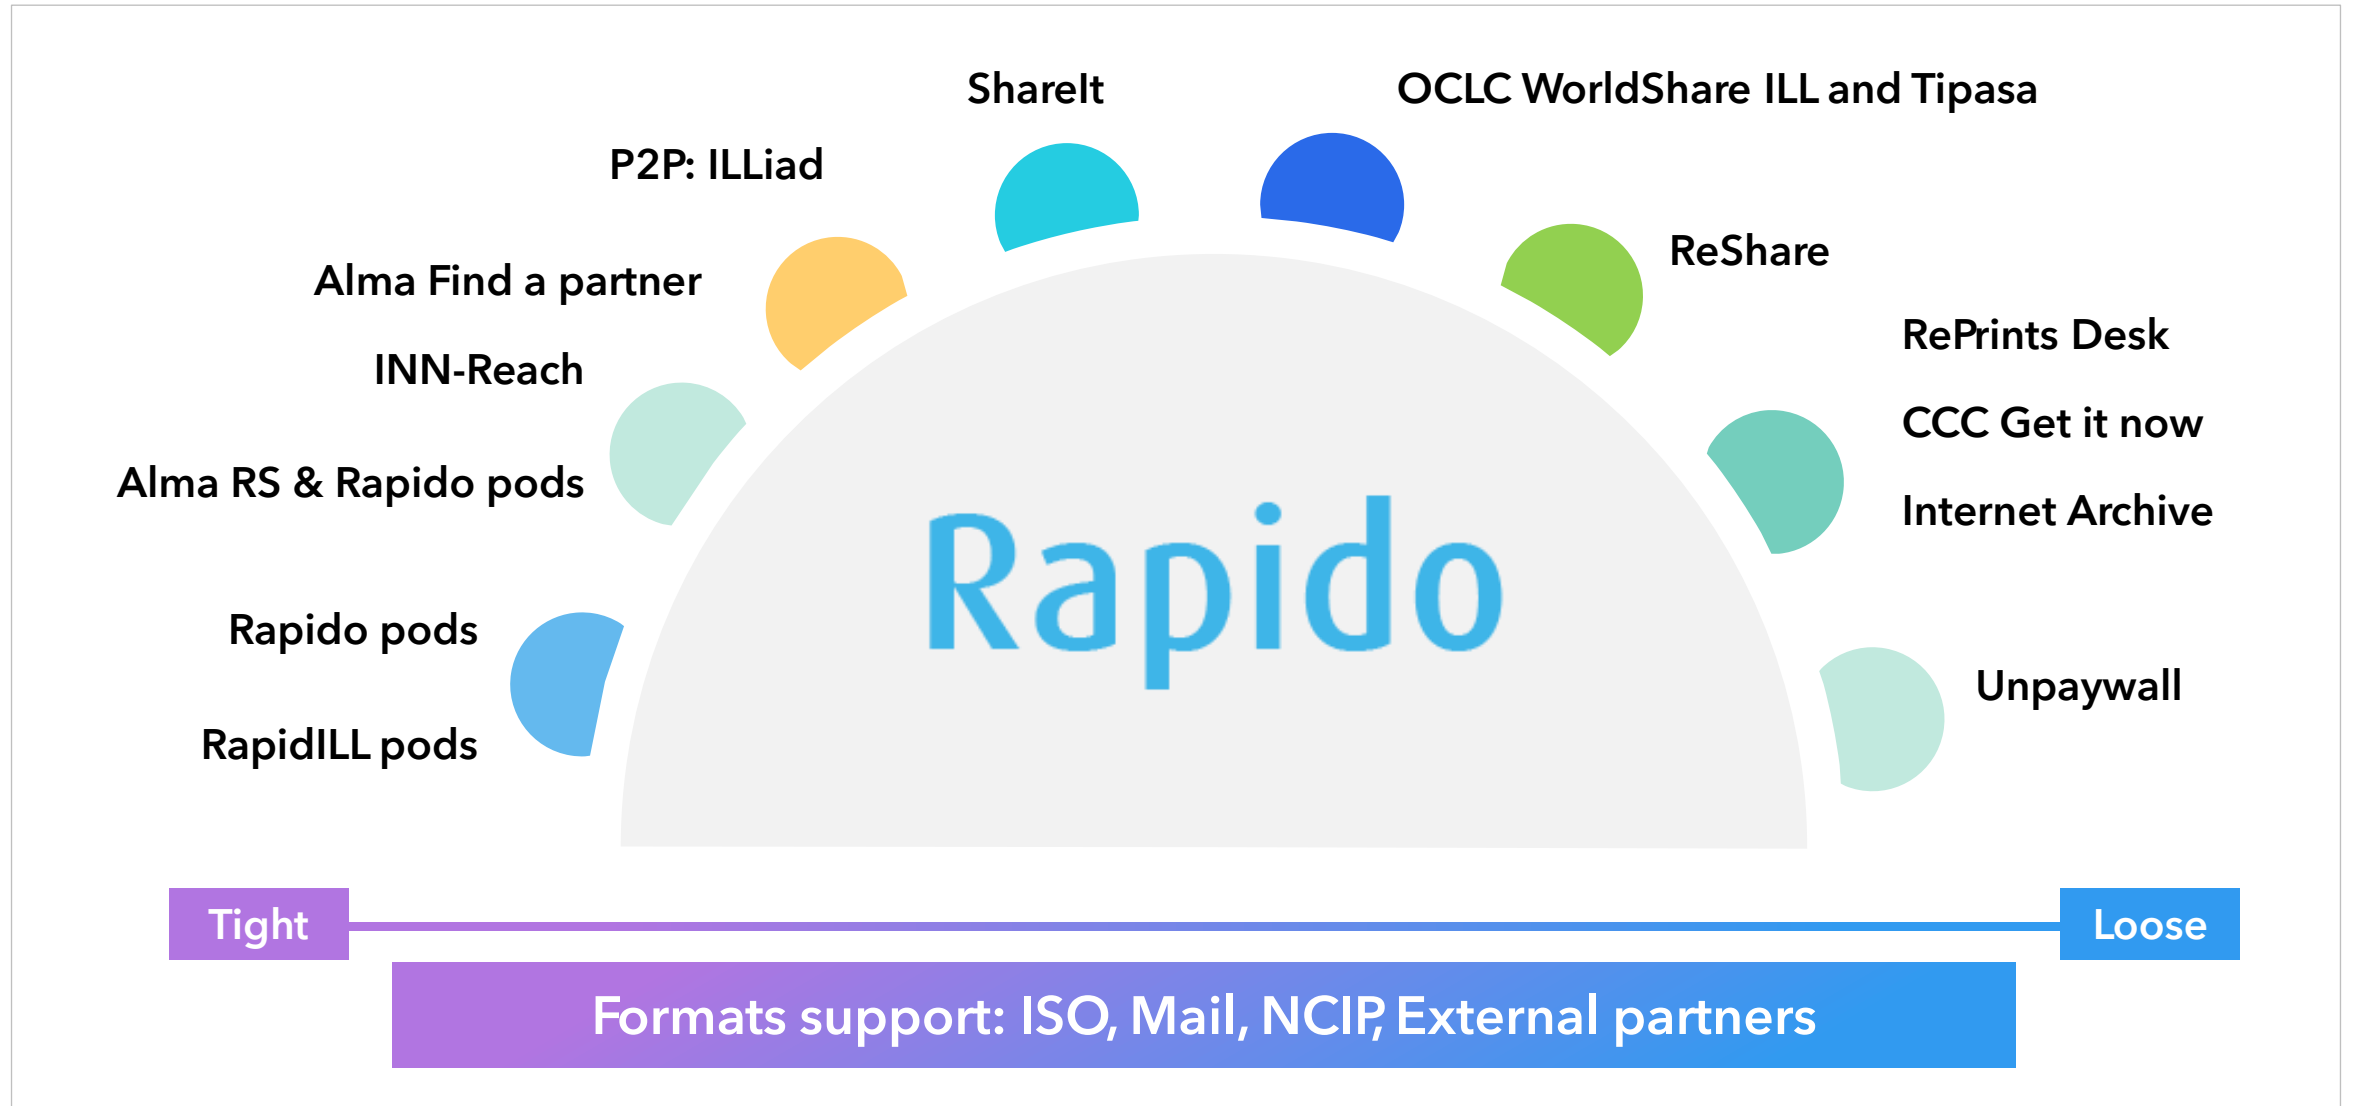 ShareIt
OCLC WorldShare ILL and Tipasa
P2P: ILLiad
ReShare
Alma Find a partner
RePrints Desk
INN-Reach
CCC Get it now
Alma RS & Rapido pods
Internet Archive
Rapido
Rapido pods
Unpaywall
RapidILL pods
Tight
Loose
Formats support: ISO, Mail, NCIP, External partners